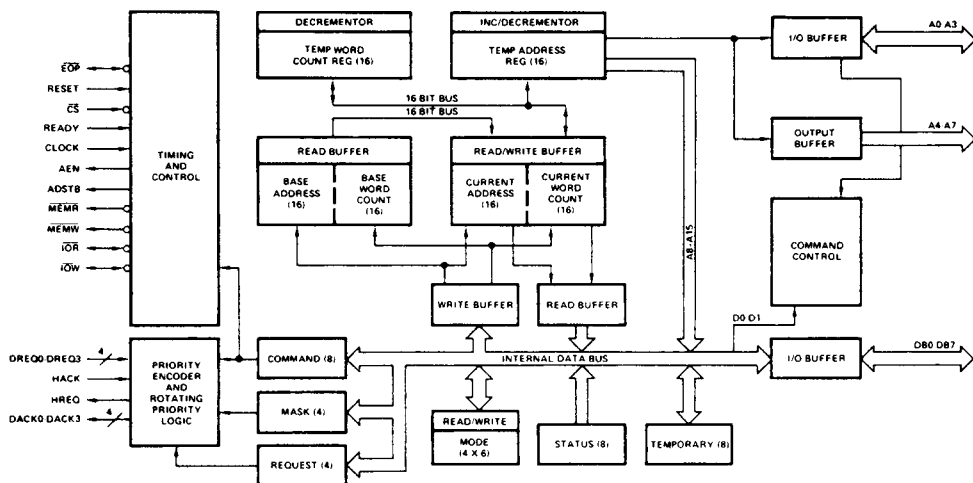 DECREMENTOR
TEMP WORD
COUNT REG (16)
INC/DECREMENTOR
TEMP ADDRESS
REG (16)
I/O BUFFER
A0 A3
EOP
RESET
CS
READY
CLOCK
AEN
ADSTB
MEMR
MEMW
IOR
IOW
TIMING
AND
CONTROL
16 BIT BUS
16 BIT BUS
READ BUFFER
BASE
ADDRESS
(16)
BASE
WORD
COUNT
(16)
READ/WRITE BUFFER
CURRENT
ADDRESS
(16)
CURRENT
WORD
COUNT
(16)
OUTPUT
BUFFER
A4 A7
A8-A15
COMMAND
CONTROL
WRITE BUFFER
READ BUFFER
D0 D1
DREQ0 DREQ3
4
HACK
HREQ
DACK0 DACK3
4
PRIORITY
ENCODER
AND
ROTATING
PRIORITY
LOGIC
COMMAND (8)
MASK (4)
REQUEST (4)
INTERNAL DATA BUS
I/O BUFFER
DB0 DB7
READ/WRITE
MODE
(4 X 6)
STATUS (8)
TEMPORARY (8)